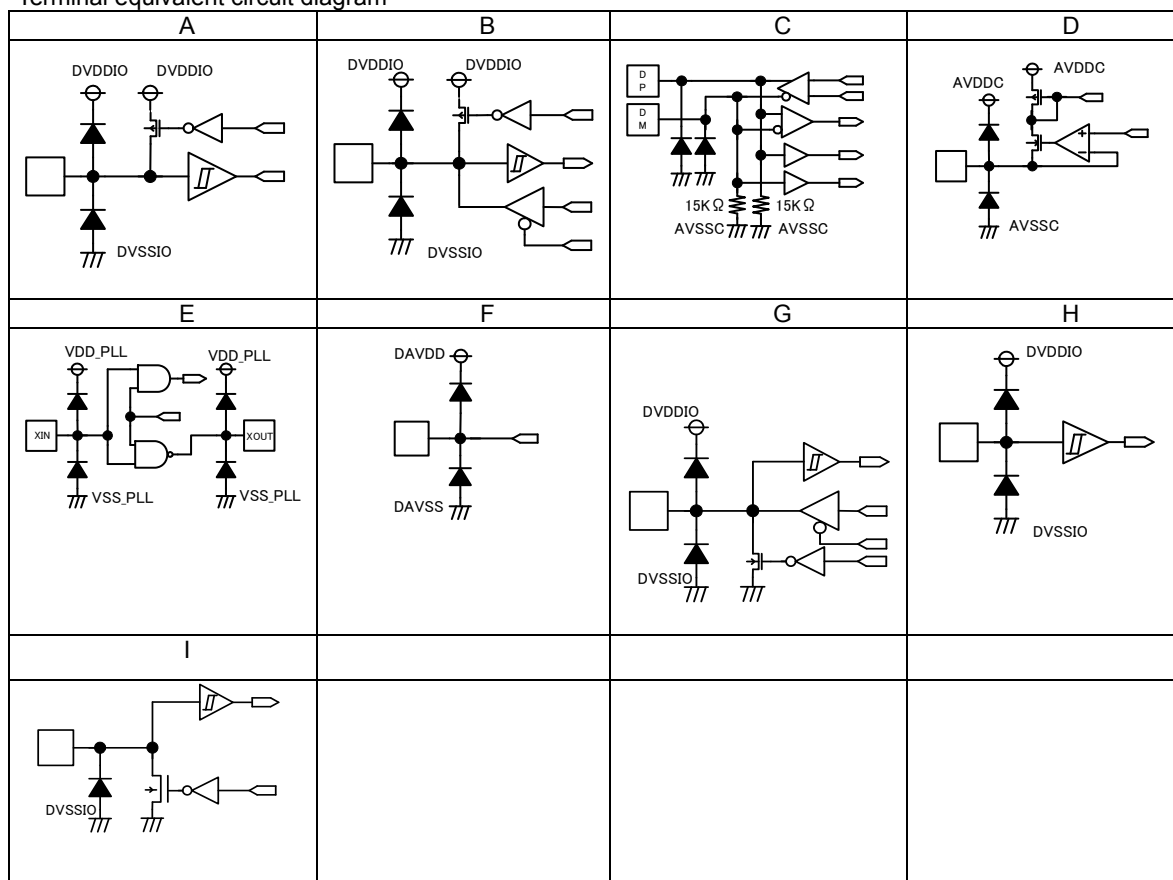 Terminal equivalent circuit diagram
A B C D
DVDDIO DVDDIO
DVSSIO
DVDDIO DVDDIO
DVSSIO
D
P
D
M
15KΩ 15KΩ
AVSSC AVSSC
AVDDC
AVDDC
+
−
AVSSC
E F G H
VDD_PLL VDD_PLL
XIN XOUT
VSS_PLL VSS_PLL
DAVDD
DAVSS
DVDDIO
DVSSIO
DVDDIO
DVSSIO
I
DVSSIO